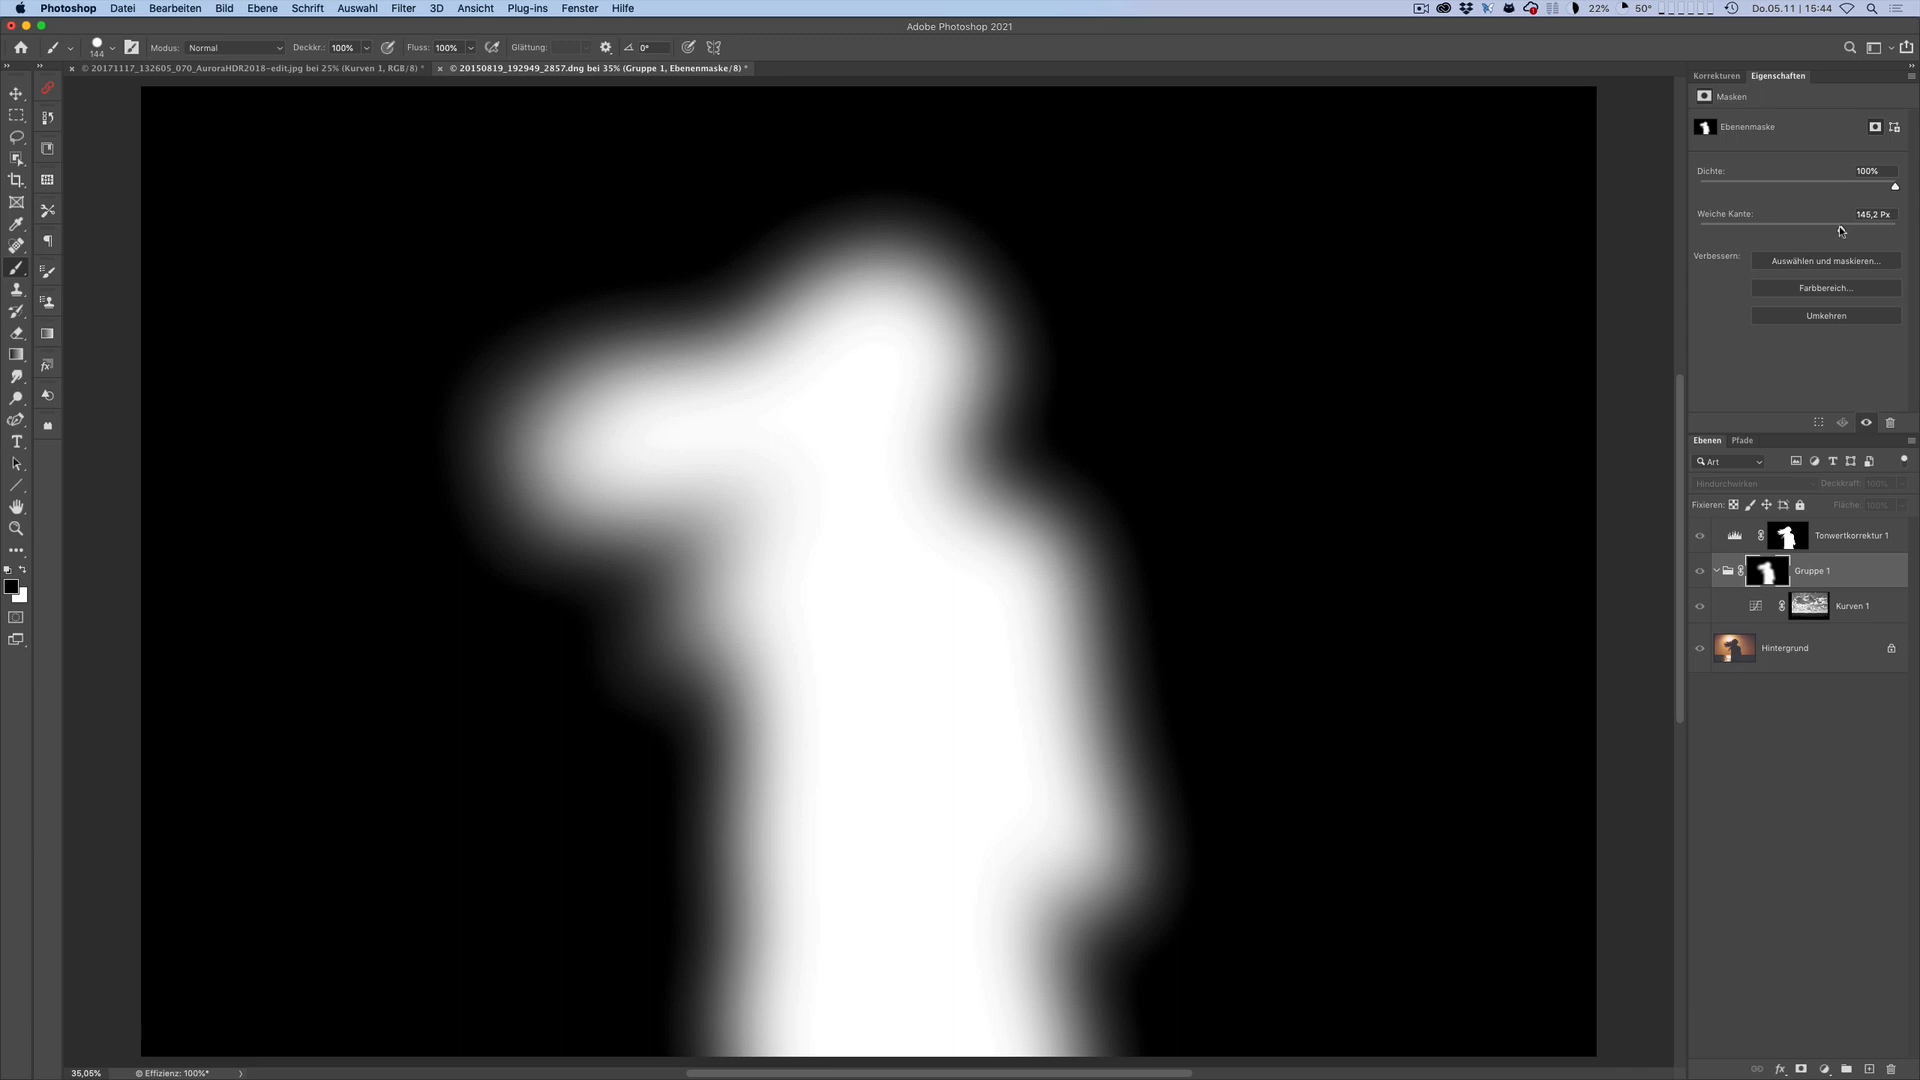 Photoshop Datei Bearbeiten Bild Ebene Schrift Auswahl Filter 3D Ansicht Plug-ins Fenster Hilfe 22% 50° Do.05.11 | 15:44
Adobe Photoshop 2021
144 Modus: Normal Deckkr.: 100% Fluss: 100% Glättung: 0°
× © 20171117_132605_070_AuroraHDR2018-edit.jpg bei 25% (Kurven 1, RGB/8) * × © 20150819_192949_2857.dng bei 35% (Gruppe 1, Ebenenmaske/8) *
Korrekturen Eigenschaften
Masken
Ebenenmaske
Dichte: 100%
Weiche Kante: 145,2 Px
Verbessern: Auswählen und maskieren...
Farbbereich...
Umkehren
Ebenen Pfade
Art
Hindurchwirken Deckkraft: 100%
Fixieren: Fläche: 100%
Tonwertkorrektur 1
Gruppe 1
Kurven 1
Hintergrund
35,05% Effizienz: 100%*